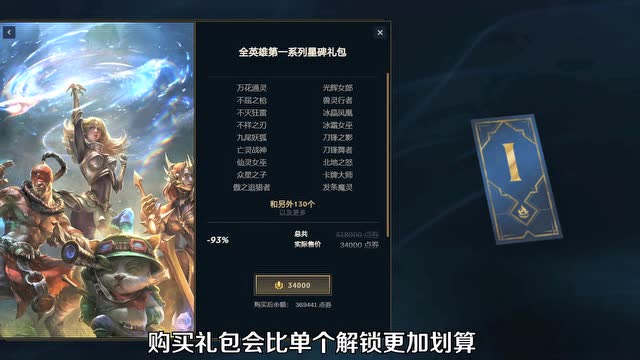 全英雄第一系列星碑礼包
万花通灵 光辉女郎
不屈之枪 兽灵行者
不灭狂雷 冰晶凤凰
不祥之刃 冰霜女巫
九尾妖狐 刀锋之影
亡灵战神 刀锋舞者
仙灵女巫 北地之怒
众星之子 卡牌大师
傲之追猎者 发条魔灵
和另外130个
以及更多
-93%
总共 518000 点券
实际售价 34000 点券
34000
购买后余额: 369441 点券
I
购买礼包会比单个解锁更加划算